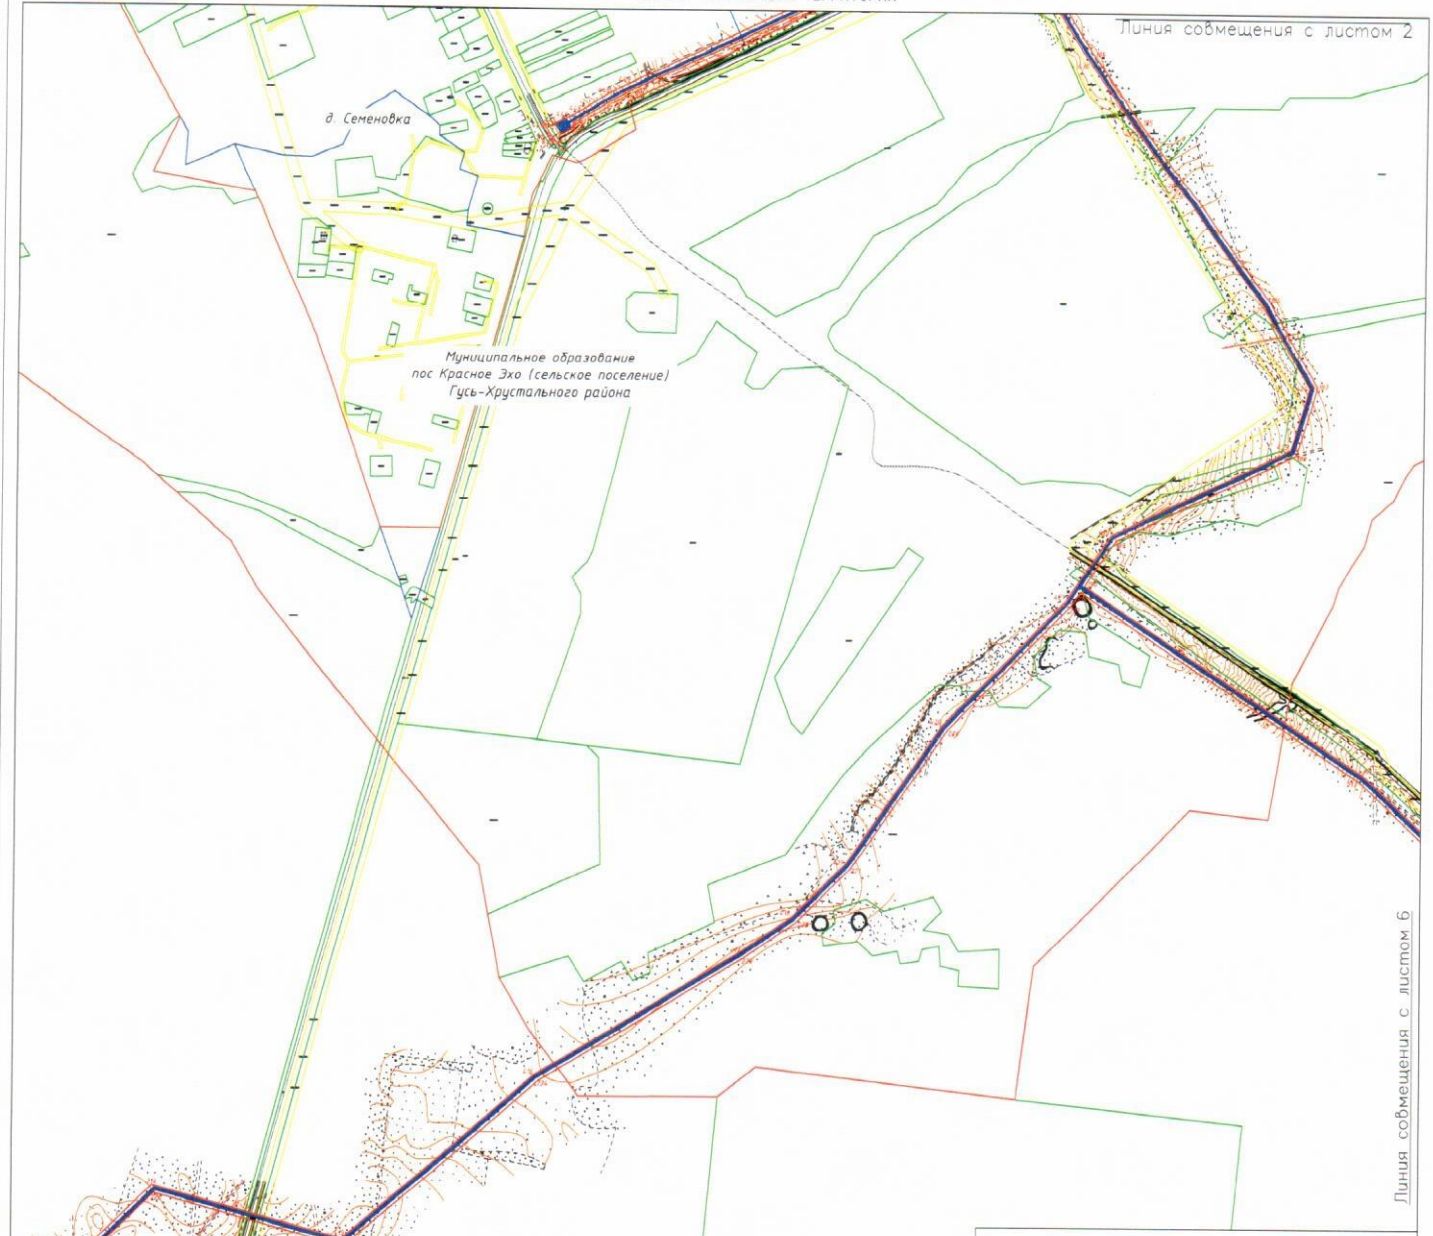 Линия совмещения с листом 2
д. Семеновка
Муниципальное образование
пос Красное Эхо (сельское поселение)
Гусь-Хрустального района
Линия совмещения с листом 6